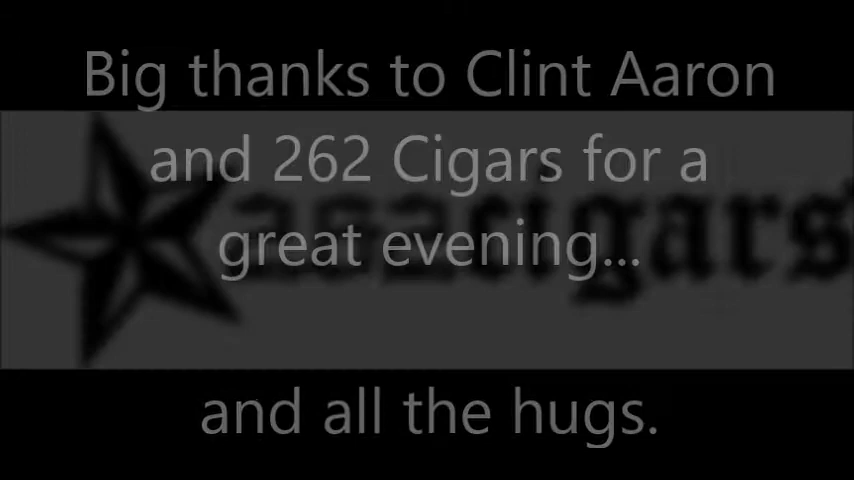 Big thanks to Clint Aaron
and 262 Cigars for a
great evening...
and all the hugs.